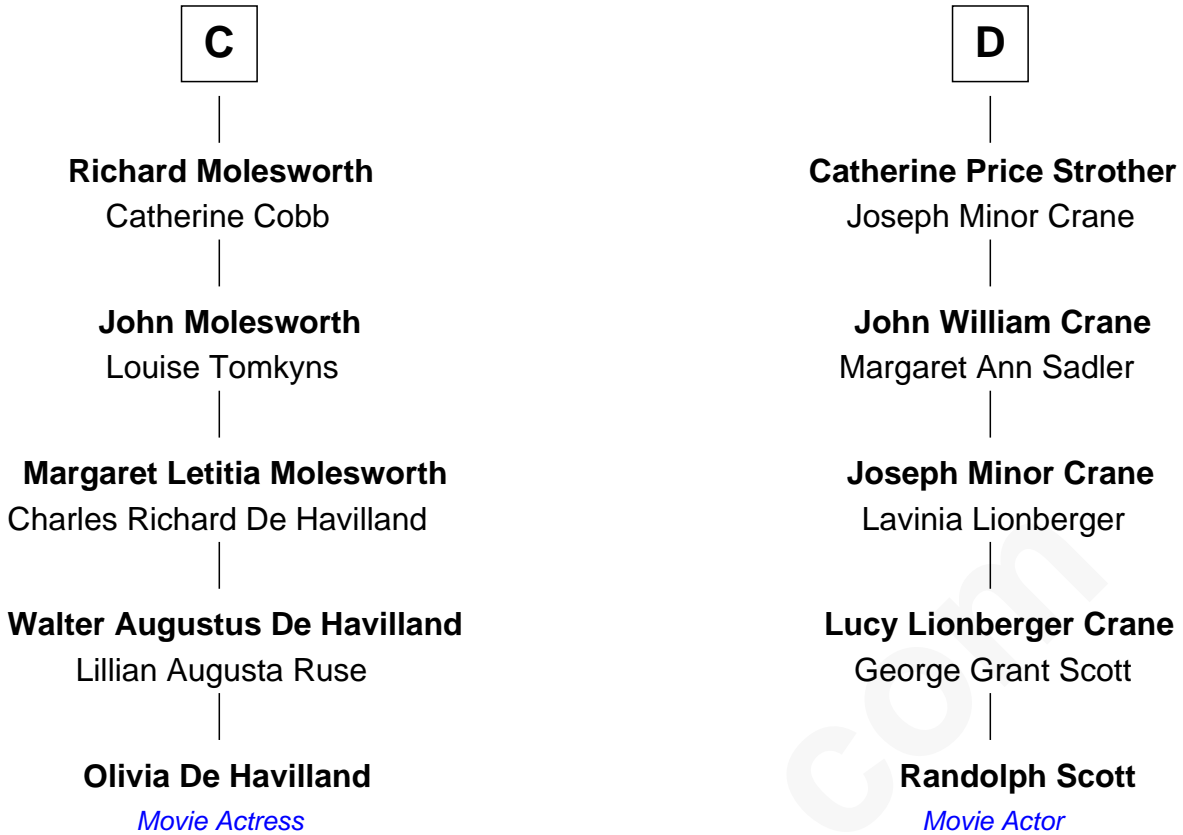 C
Richard Molesworth
Catherine Cobb
John Molesworth
Louise Tomkyns
Margaret Letitia Molesworth
Charles Richard De Havilland
Walter Augustus De Havilland
Lillian Augusta Ruse
Olivia De Havilland
Movie Actress
D
Catherine Price Strother
Joseph Minor Crane
John William Crane
Margaret Ann Sadler
Joseph Minor Crane
Lavinia Lionberger
Lucy Lionberger Crane
George Grant Scott
Randolph Scott
Movie Actor
com